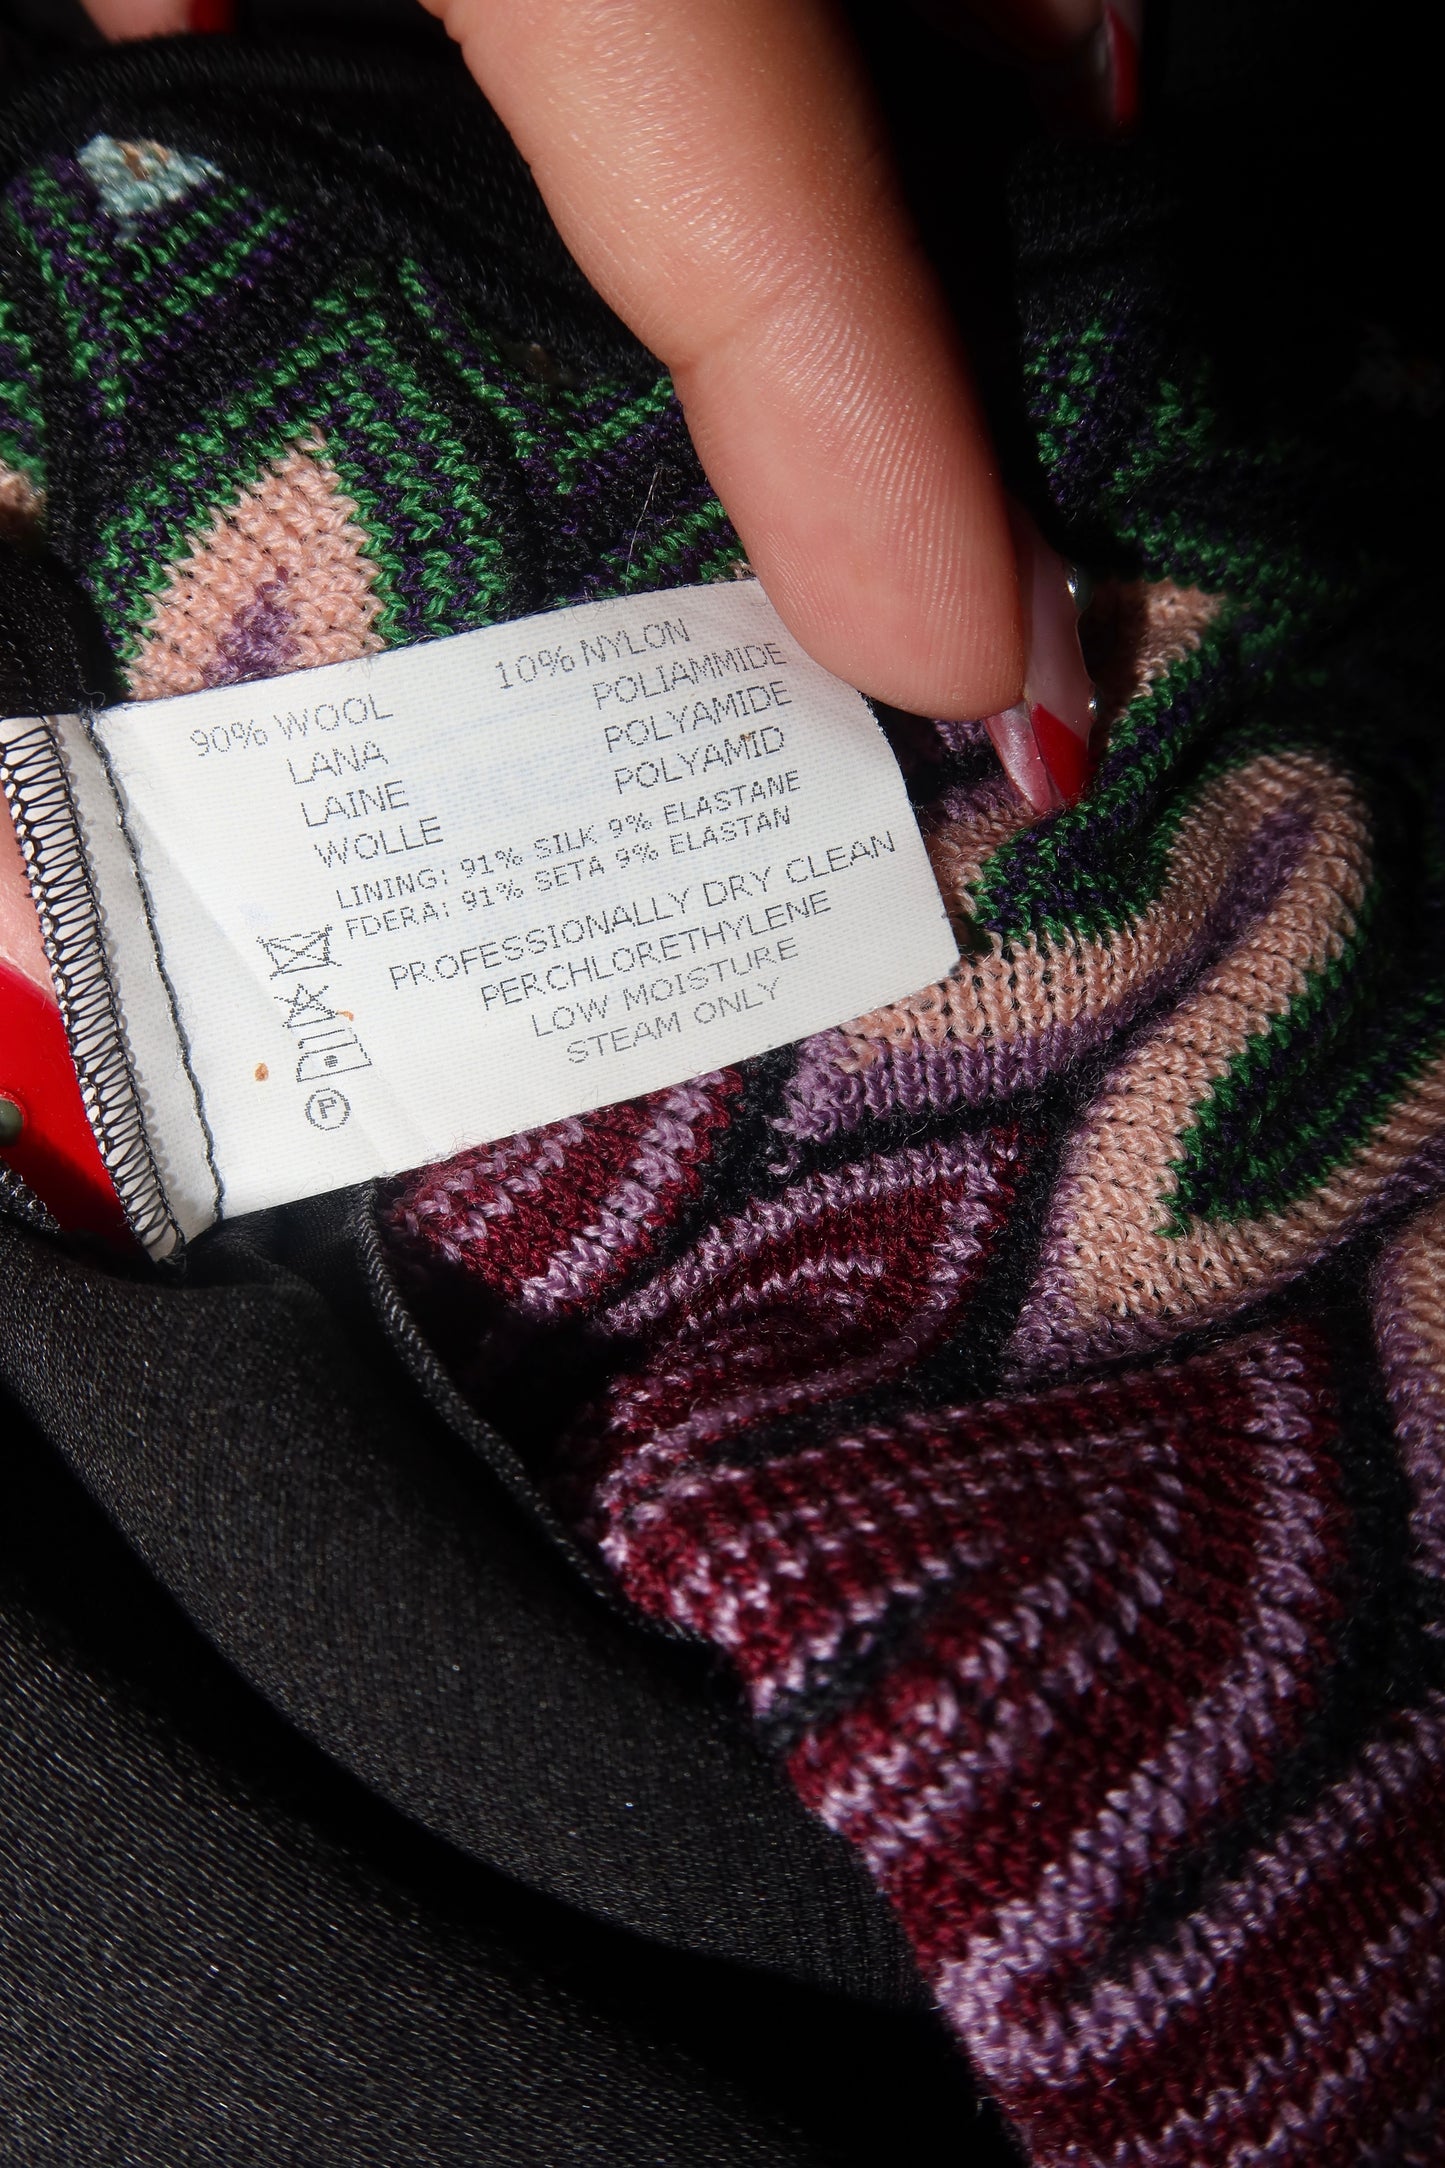 90% WOOL
LANA
LAINE
WOLLE
10% NYLON
POLIAMMIDE
POLYAMIDE
POLYAMID
LINING: 91% SILK 9% ELASTANE
FDERA: 91% SETA 9% ELASTAN
PROFESSIONALLY DRY CLEAN
PERCHLORETHYLENE
LOW MOISTURE
STEAM ONLY
P